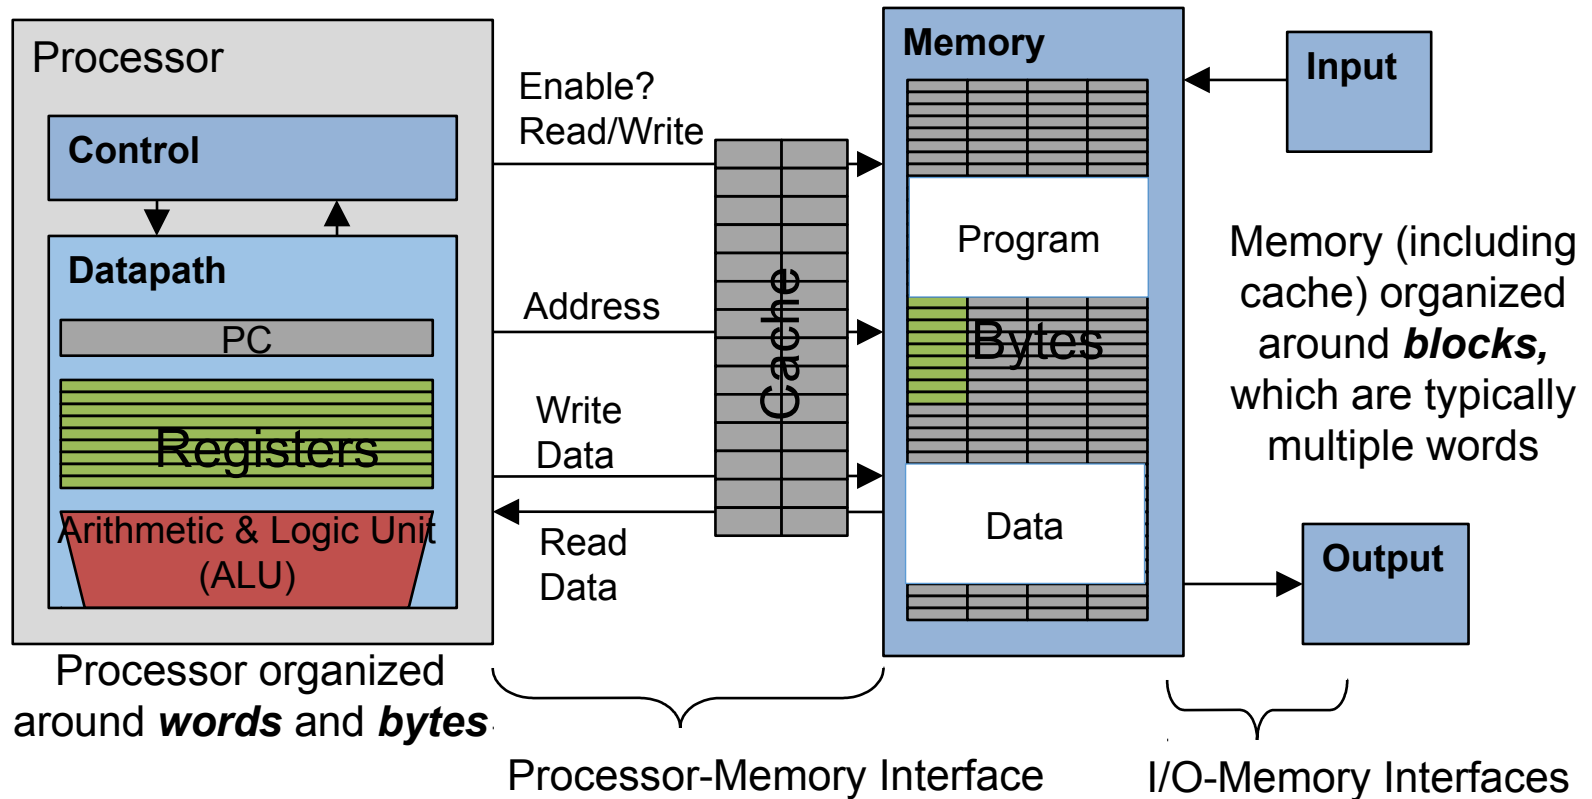 Processor
Control
Datapath
PC
Registers
Arithmetic & Logic Unit
(ALU)
Processor organized
around words and bytes
Enable?
Read/Write
Address
Write
Data
Read
Data
Cache
Processor-Memory Interface
Memory
Program
Bytes
Data
Input
Memory (including
cache) organized
around blocks,
which are typically
multiple words
Output
I/O-Memory Interfaces